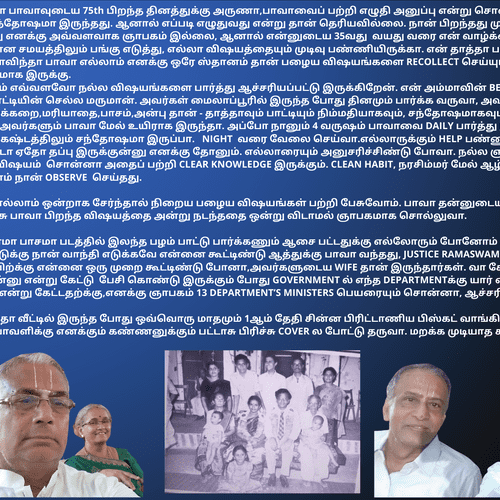 ா பாவாவுடைய 75th பிறந்த தினத்துக்கு அருணா,பாவாவைப் பற்றி எழுதி அனுப்பு என்று சொன
தோஷமா இருந்தது. ஆனால் எப்படி எழுதுவது என்று தான் தெரியவில்லை. நான் பிறந்தது மு
து எனக்கு அவ்வளவாக ஞாபகம் இல்லை, ஆனால் என்னுடைய 35வது வயது வரை என் வாழ்க்
ான சமயத்திலும் பங்கு எடுத்து, எல்லா விஷயத்தையும் முடிவு பண்ணியிருக்கா. என் தாத்தா பா
ாவிந்தா பாவா எல்லாம் எனக்கு ஒரே ஸ்தானம் தான் பழைய விஷயங்களை RECOLLECT செய்யு
மாக இருக்கு.
ம் எவ்வளவோ நல்ல விஷயங்களை பார்த்து ஆச்சரியப்பட்டு இருக்கிறேன். என் அம்மாவின் BE
ட்டியின் செல்ல மருமான். அவர்கள் மைலாப்பூரில் இருந்த போது தினமும் பார்க்க வருவா, அவ
க்கறை,மரியாதை,பாசம்,அன்பு தான் - தாத்தாவும் பாட்டியும் நிம்மதியாகவும், சந்தோஷமாகவும
அவர்களும் பாவா மேல் உயிராக இருந்தா. அப்போ நானும் 4 வருஷம் பாவாவை DAILY பார்த்து
கஷ்டத்திலும் சந்தோஷமா இருப்பா. NIGHT வரை வேலை செய்வா.எல்லாருக்கும் HELP பண்ண
டா ஏதோ தப்பு இருக்குன்னு எனக்கு தோனும். எல்லாரையும் அனுசரிச்சிண்டு போவா. நல்ல ஞ
விஷயம் சொன்னா அதைப் பற்றி CLEAR KNOWLEDGE இருக்கும். CLEAN HABIT, நரசிம்மர் மேல் ஆழ்
ம் நான் OBSERVE செய்தது.
ல்லாம் ஒன்றாக சேர்ந்தால் நிறைய பழைய விஷயங்கள் பற்றி பேசுவோம். பாவா தன்னுடைய
சு பாவா பிறந்த விஷயத்தை அன்று நடந்ததை ஒன்று விடாமல் ஞாபகமாக சொல்லுவா.
மா பாசமா படத்தில் இலந்த பழம் பாட்டு பார்க்கணும் ஆசை பட்டதுக்கு எல்லோரும் போனோம்
டுக்கு நான் வாந்தி எடுக்கவே என்னை கூட்டிண்டு ஆத்துக்கு பாவா வந்தது, JUSTICE RAMASWAM
ிற்க்கு என்னை ஒரு முறை கூட்டிண்டு போனா,அவர்களுடைய WIFE தான் இருந்தார்கள். வா கே
ன்னு என்று கேட்டு பேசி கொண்டு இருக்கும் போது GOVERNMENT ல் எந்த DEPARTMENTக்கு யார்
என்று கேட்டதற்க்கு,எனக்கு ஞாபகம் 13 DEPARTMENT'S MINISTERS பெயரையும் சொன்னா, ஆச்சரி
தா வீட்டில் இருந்த போது ஒவ்வொரு மாதமும் 1ஆம் தேதி சின்ன பிரிட்டாணிய பிஸ்கட் வாங்கி
பாவளிக்கு எனக்கும் கண்ணனுக்கும் பட்டாசு பிரிச்சு COVER ல போட்டு தருவா. மறக்க முடியாத க